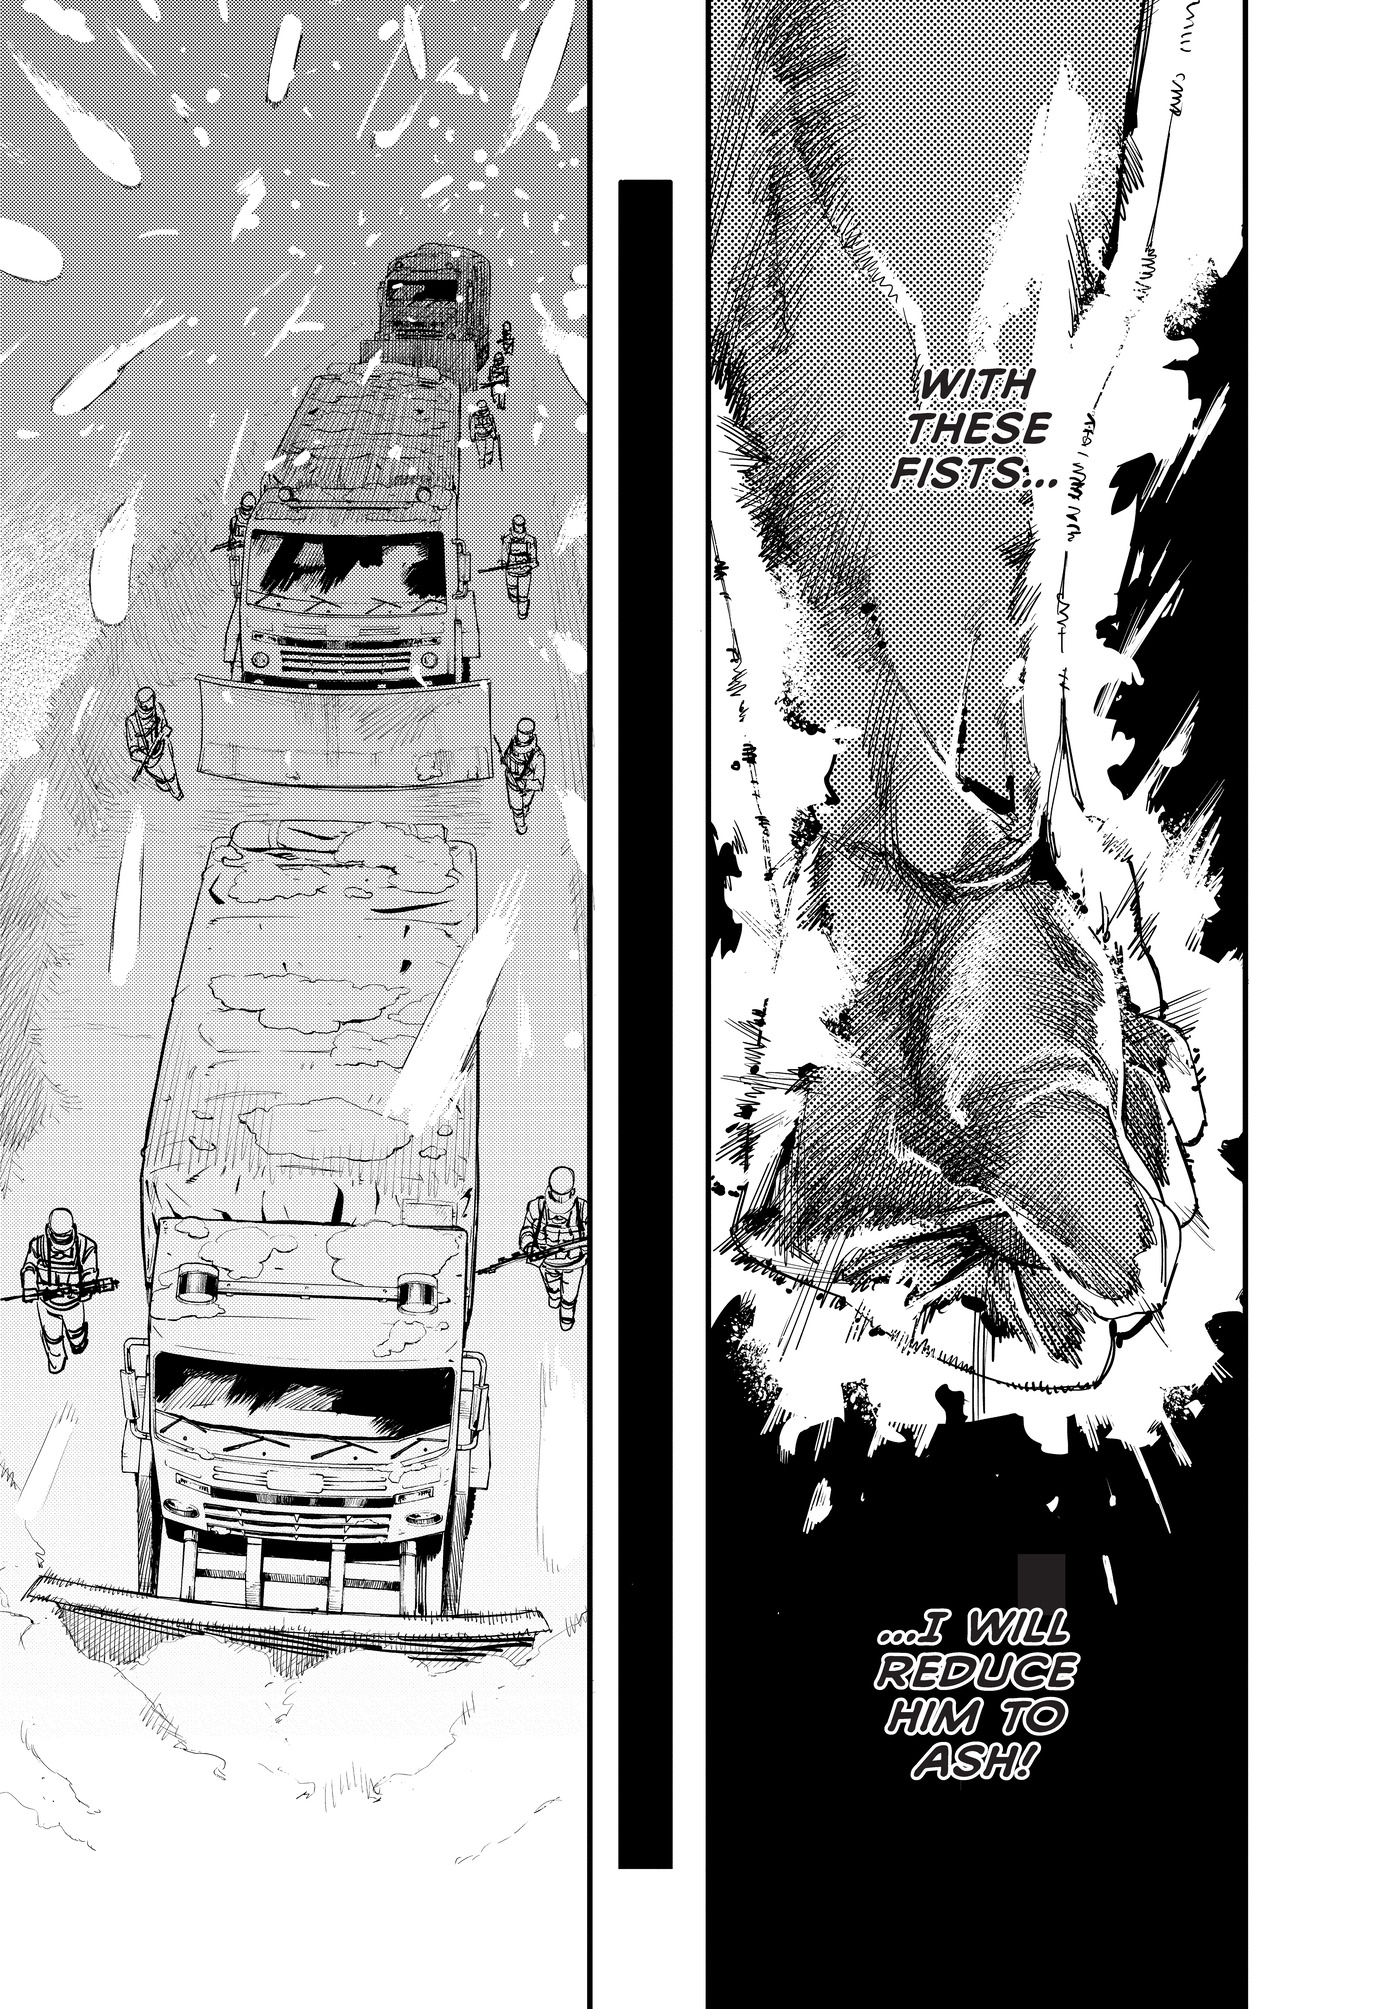 WITH
THESE
FISTS...
...I WILL
REDUCE
HIM TO
ASH!